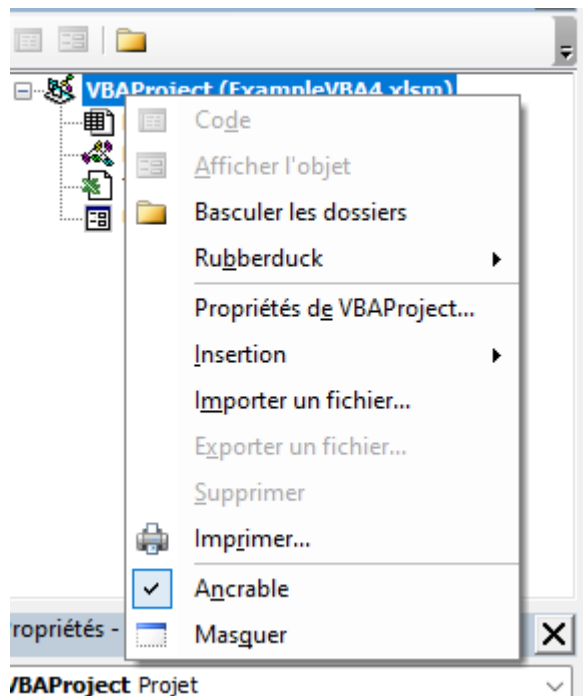 VBAProject (ExampleVBA4.xlsm)
Code
Afficher l'objet
Basculer les dossiers
Rubberduck
Propriétés de VBAProject...
Insertion
Importer un fichier...
Exporter un fichier...
Supprimer
Imprimer...
Ancrable
Masquer
ropriétés -
VBAProject Projet